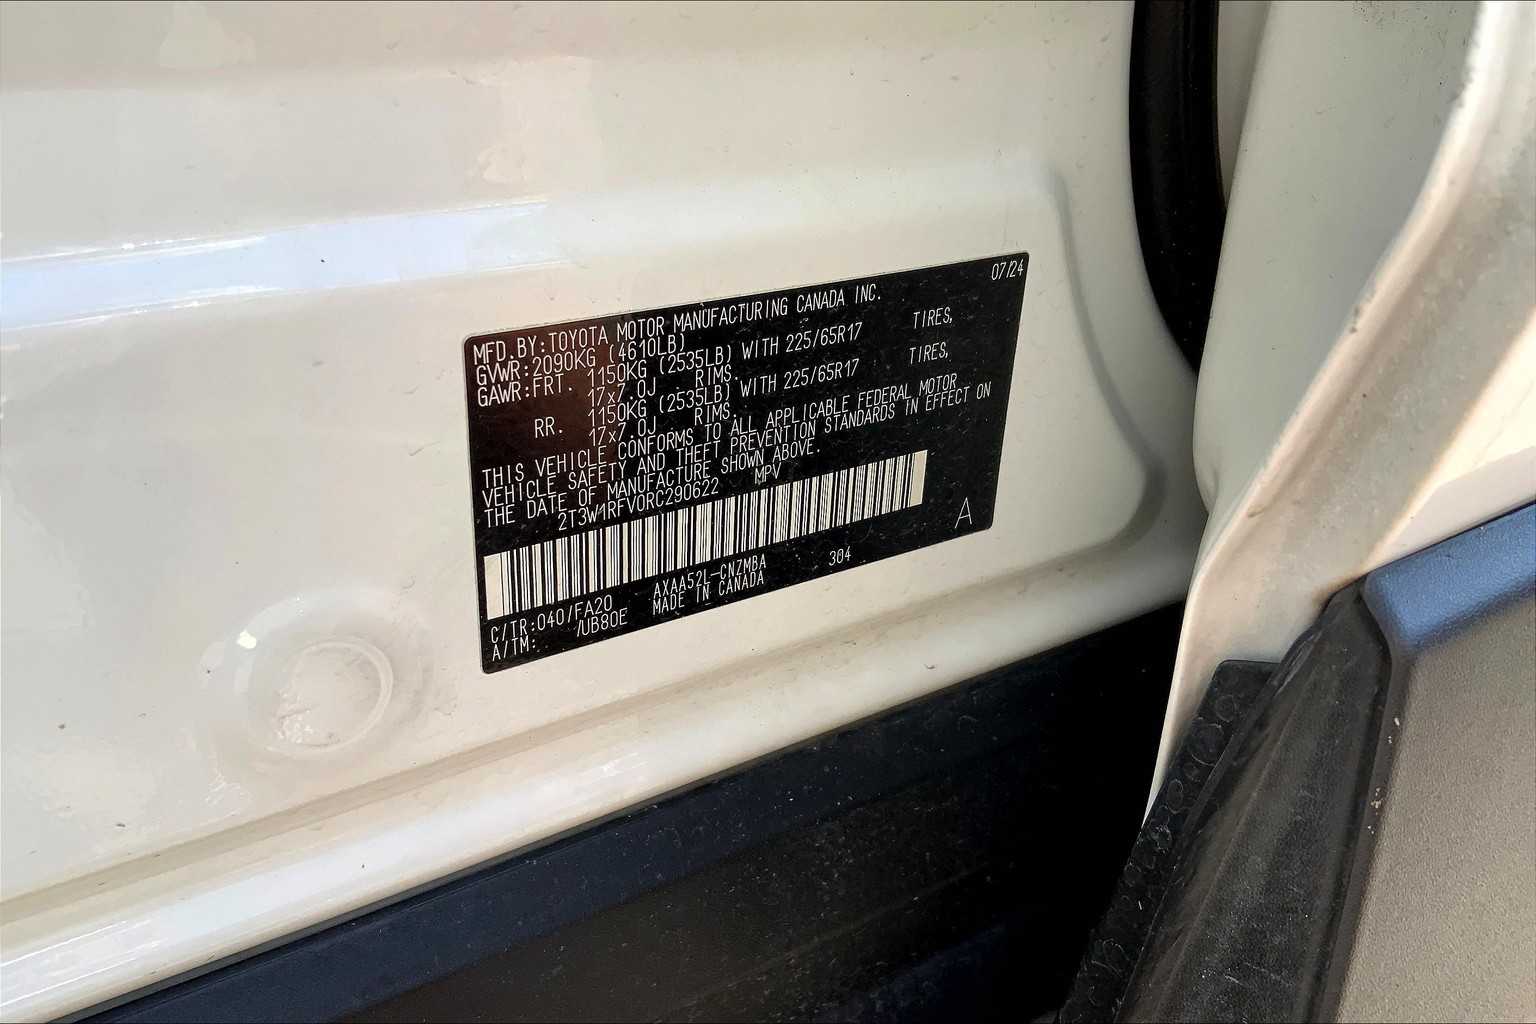 07/24
MFD.BY:TOYOTA MOTOR MANUFACTURING CANADA INC.
GVWR:2090KG (4610LB)
GAWR:FRT. 1150KG (2535LB) WITH 225/65R17 TIRES,
17x7.0J RIMS.
RR. 1150KG (2535LB) WITH 225/65R17 TIRES,
17x7.0J RIMS.
THIS VEHICLE CONFORMS TO ALL APPLICABLE FEDERAL MOTOR
VEHICLE SAFETY AND THEFT PREVENTION STANDARDS IN EFFECT ON
THE DATE OF MANUFACTURE SHOWN ABOVE.
2T3W1RFV0RC290622 MPV
A
C/TR:040/FA20 AXAA52L-CNZMBA 304
A/TM: /UB80E MADE IN CANADA